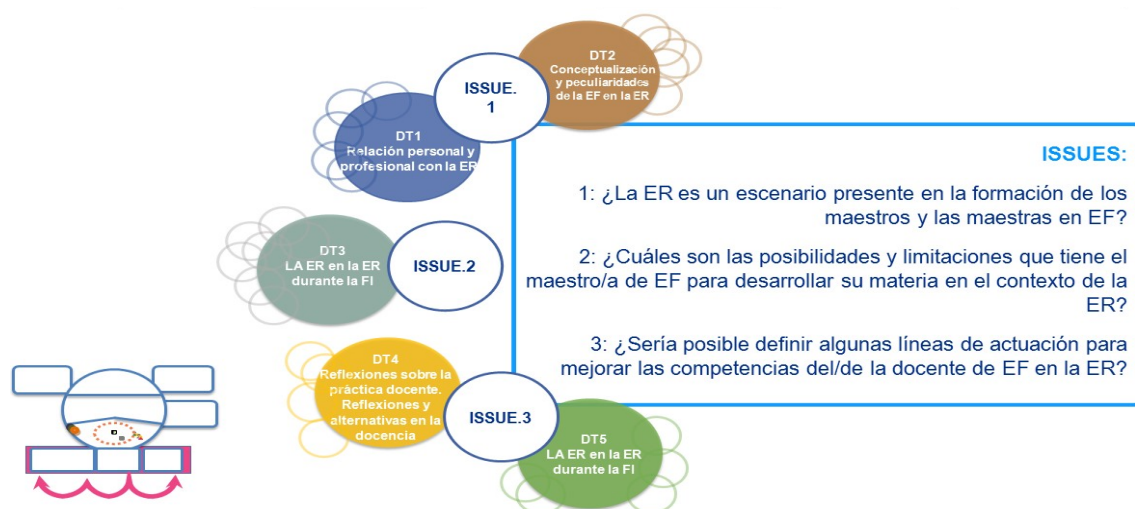 DT2
Conceptualización
y peculiaridades
de la EF en la ER
ISSUE.
1
DT1
Relación personal y
profesional con la ER
DT3
LA ER en la ER
durante la FI
ISSUE.2
DT4
Reflexiones sobre la
práctica docente.
Reflexiones y
alternativas en la
docencia
ISSUE.3
DT5
LA ER en la ER
durante la FI
ISSUES:
1: ¿La ER es un escenario presente en la formación de los
maestros y las maestras en EF?
2: ¿Cuáles son las posibilidades y limitaciones que tiene el
maestro/a de EF para desarrollar su materia en el contexto de la
ER?
3: ¿Sería posible definir algunas líneas de actuación para
mejorar las competencias del/de la docente de EF en la ER?